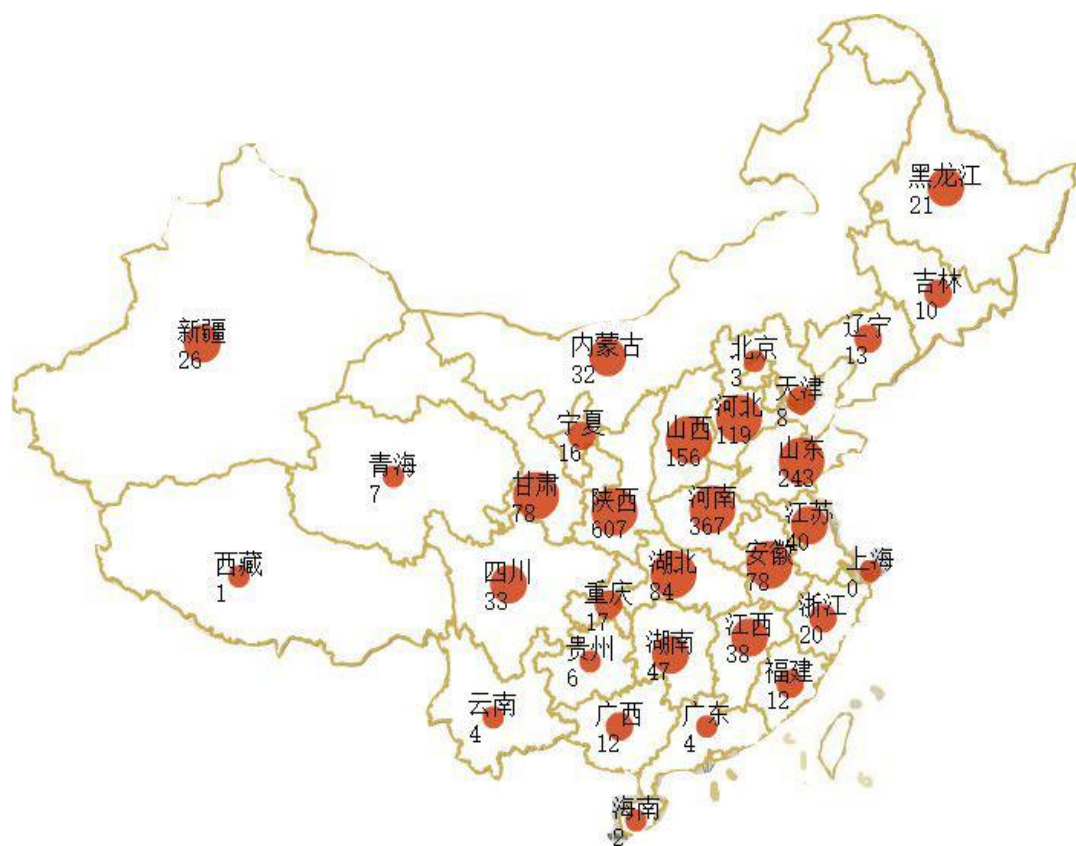 黑龙江
21
吉林
10
辽宁
13
新疆
26
内蒙古
32
北京
3
天津
8
河北
119
宁夏
16
山西
156
山东
243
青海
7
甘肃
78
陕西
607
河南
367
江苏
40
西藏
1
四川
33
湖北
84
安徽
78
上海
0
重庆
17
浙江
20
江西
38
贵州
6
湖南
47
福建
12
云南
4
广西
12
广东
4
海南
2